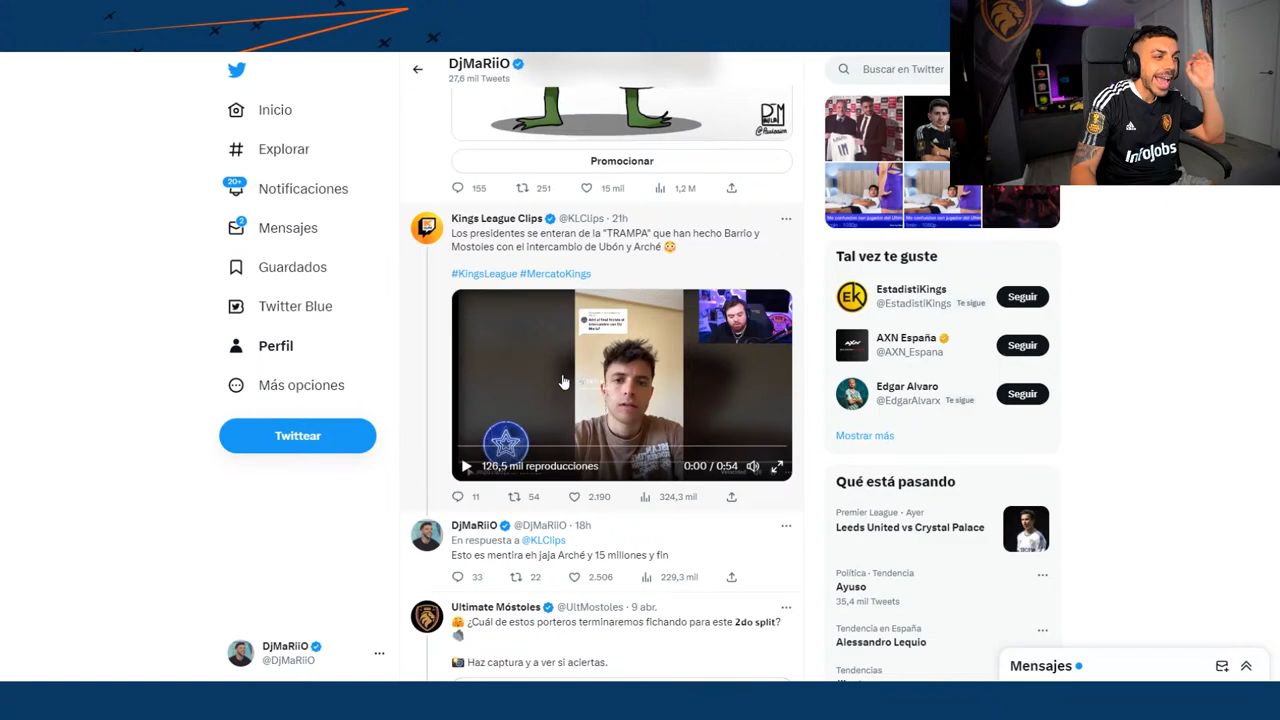 Inicio
Explorar
20+
Notificaciones
2
Mensajes
Guardados
Twitter Blue
Perfil
Más opciones
Twittear
DjMaRiiO
@DjMaRiiO
DjMaRiiO
27,6 mil Tweets
Promocionar
155 251 15 mil 1,2 M
Kings League Clips @KLClips · 21h
Los presidentes se enteran de la "TRAMPA" que han hecho Barrio y
Mostoles con el intercambio de Ubón y Arché 😳
#KingsLeague #MercatoKings
126,5 mil reproducciones 0:00 / 0:54
11 54 2.190 324,3 mil
DjMaRiiO @DjMaRiiO · 18h
En respuesta a @KLClips
Esto es mentira eh jaja Arché y 15 millones y fin
33 22 2.506 229,3 mil
Ultimate Móstoles @UltMostoles · 9 abr.
🤗 ¿Cuál de estos porteros terminaremos fichando para este 2do split?
📸 Haz captura y a ver si aciertas.
Buscar en Twitter
InfoJobs
Tal vez te guste
EK
EstadistiKings
@EstadistiKings Te sigue
Seguir
AXN
AXN España
@AXN_Espana
Seguir
Edgar Alvaro
@EdgarAlvarx Te sigue
Seguir
Mostrar más
Qué está pasando
Premier League · Ayer
Leeds United vs Crystal Palace
Política · Tendencia
Ayuso
35,4 mil Tweets
Tendencia en España
Alessandro Lequio
Tendencias
Mensajes